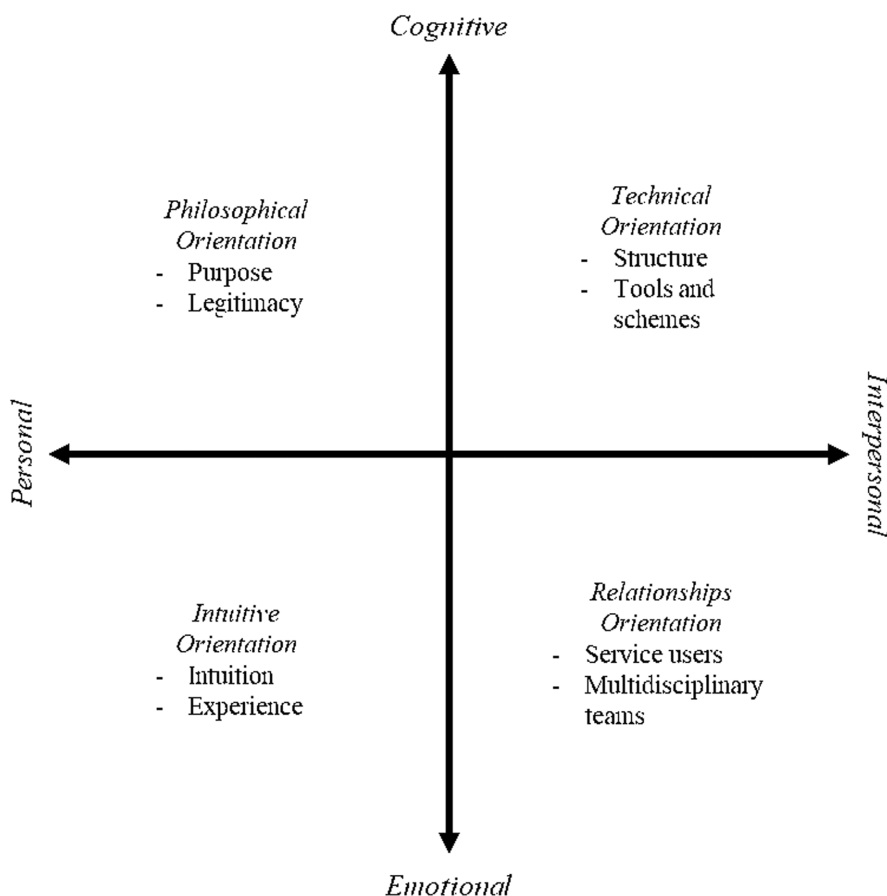 Cognitive
Philosophical
Orientation
- Purpose
- Legitimacy
Technical
Orientation
- Structure
- Tools and
schemes
Personal
Interpersonal
Intuitive
Orientation
- Intuition
- Experience
Relationships
Orientation
- Service users
- Multidisciplinary
teams
Emotional